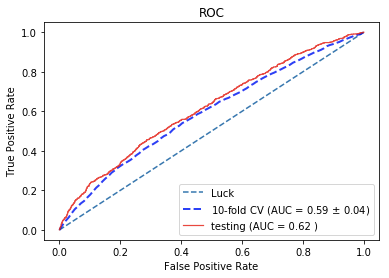 ROC
True Positive Rate
1.0
0.8
0.6
0.4
0.2
0.0
Luck
10-fold CV (AUC = 0.59 ± 0.04)
testing (AUC = 0.62 )
0.0 0.2 0.4 0.6 0.8 1.0
False Positive Rate